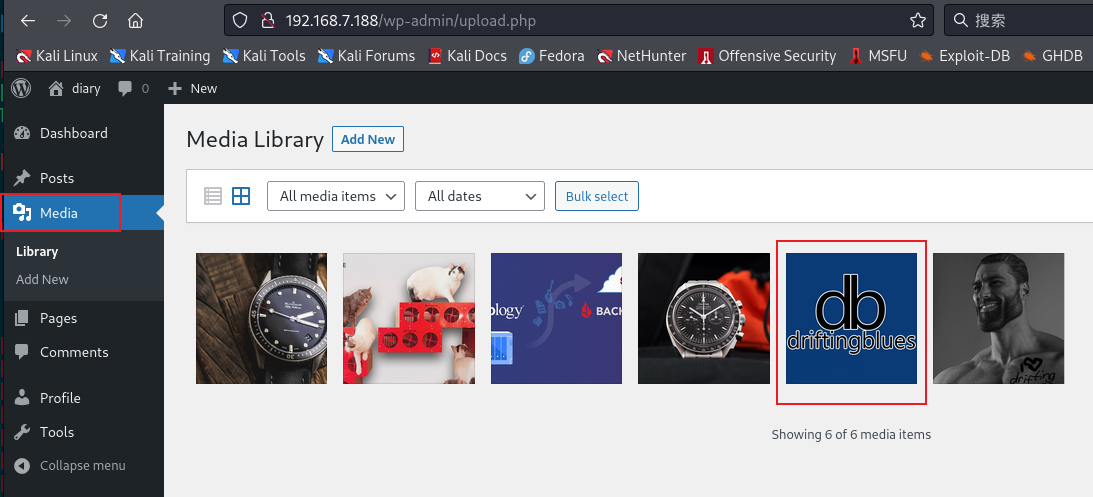 192.168.7.188/wp-admin/upload.php
搜索
Kali Linux Kali Training Kali Tools Kali Forums Kali Docs Fedora NetHunter Offensive Security MSFU Exploit-DB GHDB
diary 0 New
Dashboard
Posts
Media
Library
Add New
Pages
Comments
Profile
Tools
Collapse menu
Media Library Add New
All media items All dates Bulk select
ology BACK
db
driftingblues
drifting
Showing 6 of 6 media items